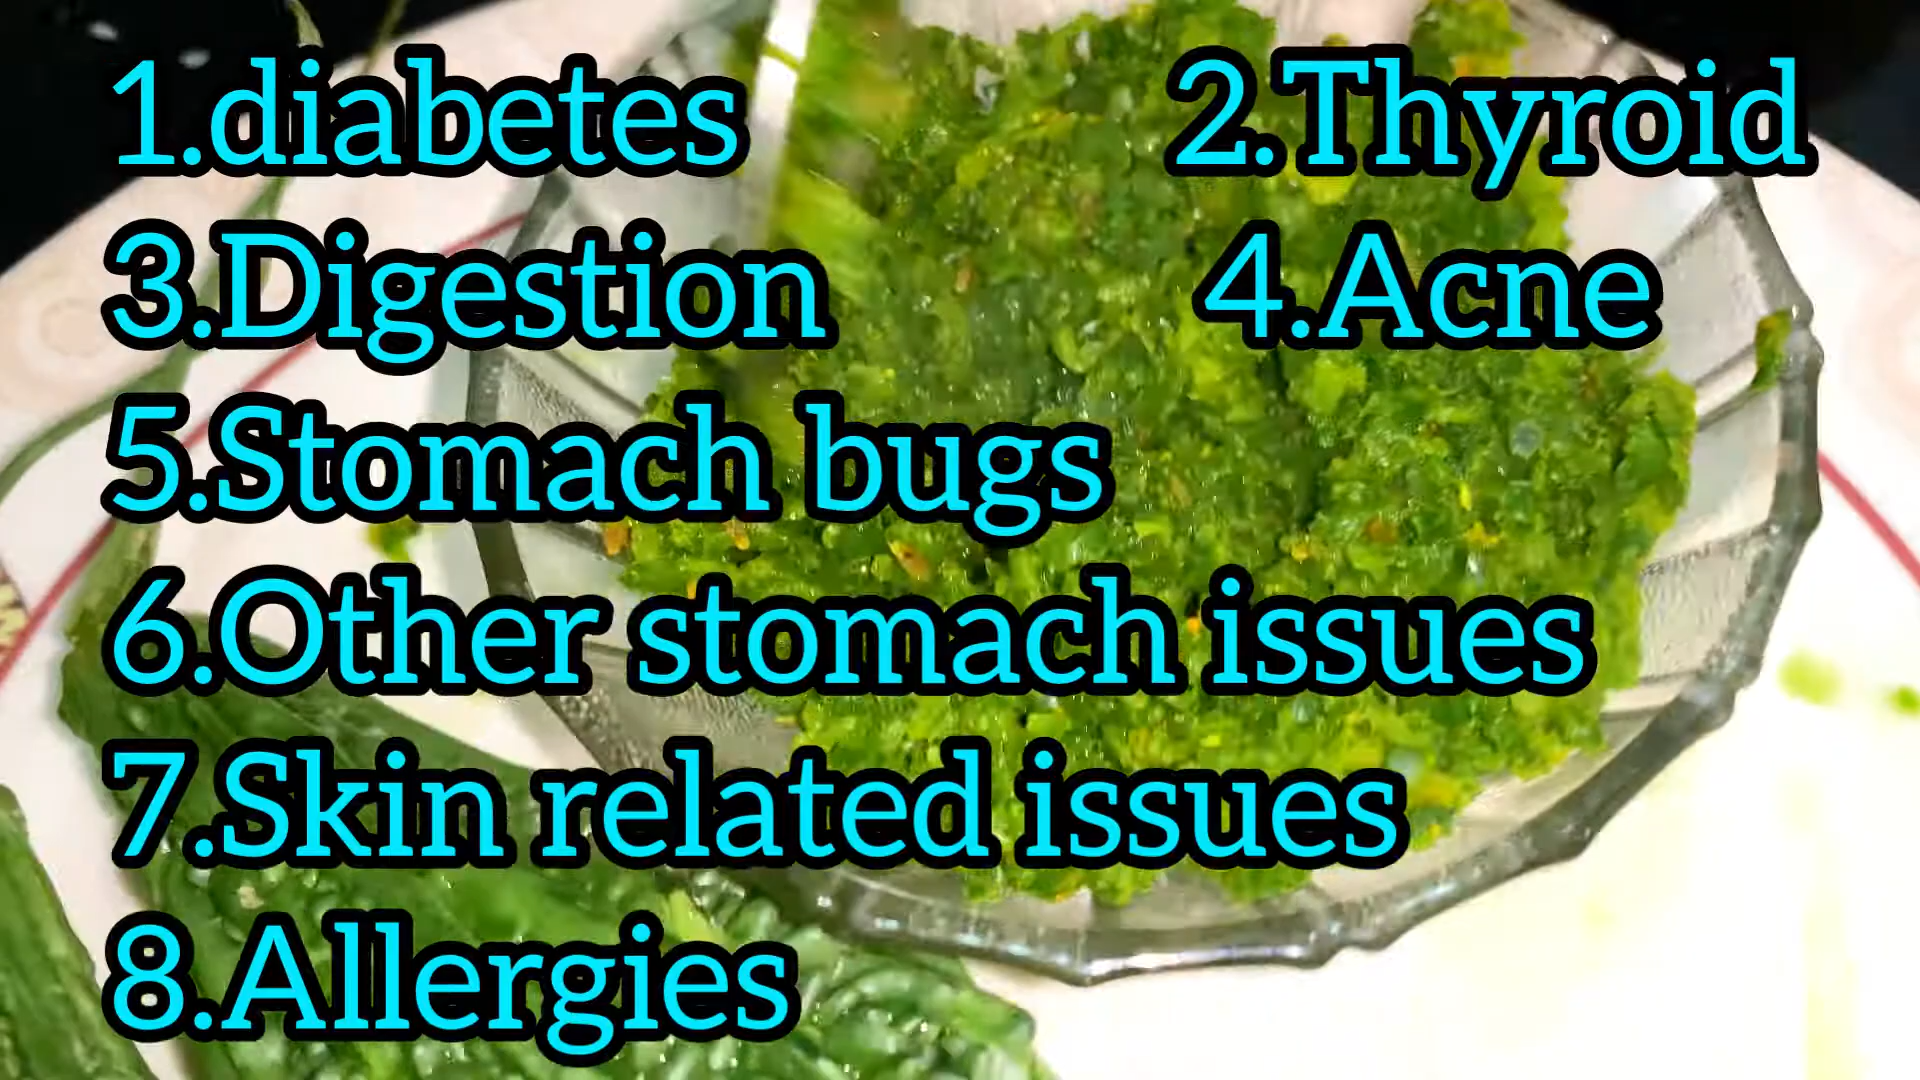 1.diabetes 2.Thyroid
3.Digestion 4.Acne
5.Stomach bugs
6.Other stomach issues
7.Skin related issues
8.Allergies